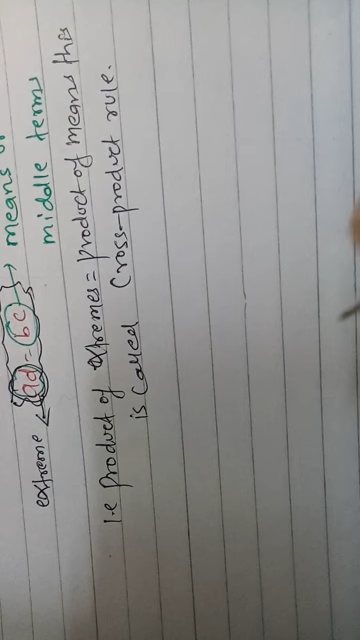 means or
middle terms
extreme ← ad = bc →
i.e product of extremes = product of means this
is called Cross-product rule.